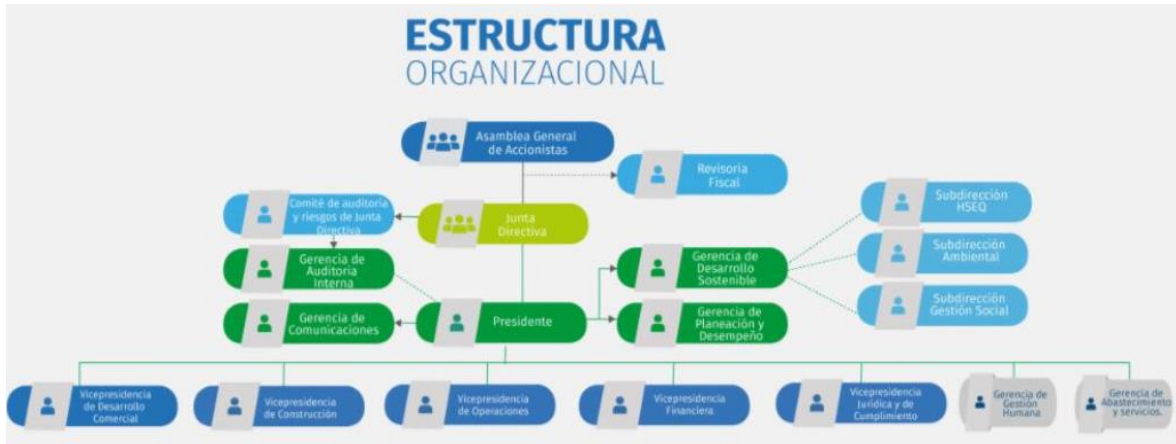 ESTRUCTURA
ORGANIZACIONAL
Asamblea General
de Accionistas
Revisoría
Fiscal
Comité de auditoría
y riesgos de Junta
Directiva
Junta
Directiva
Subdirección
HSEQ
Gerencia de
Auditoría
Interna
Gerencia de
Desarrollo
Sostenible
Subdirección
Ambiental
Gerencia de
Comunicaciones
Presidente
Gerencia de
Planeación y
Desempeño
Subdirección
Gestión Social
Vicepresidencia
de Desarrollo
Comercial
Vicepresidencia
de Construcción
Vicepresidencia
de Operaciones
Vicepresidencia
Financiera
Vicepresidencia
Jurídica y de
Cumplimiento
Gerencia de
Gestión
Humana
Gerencia de
Abastecimiento
y servicios.